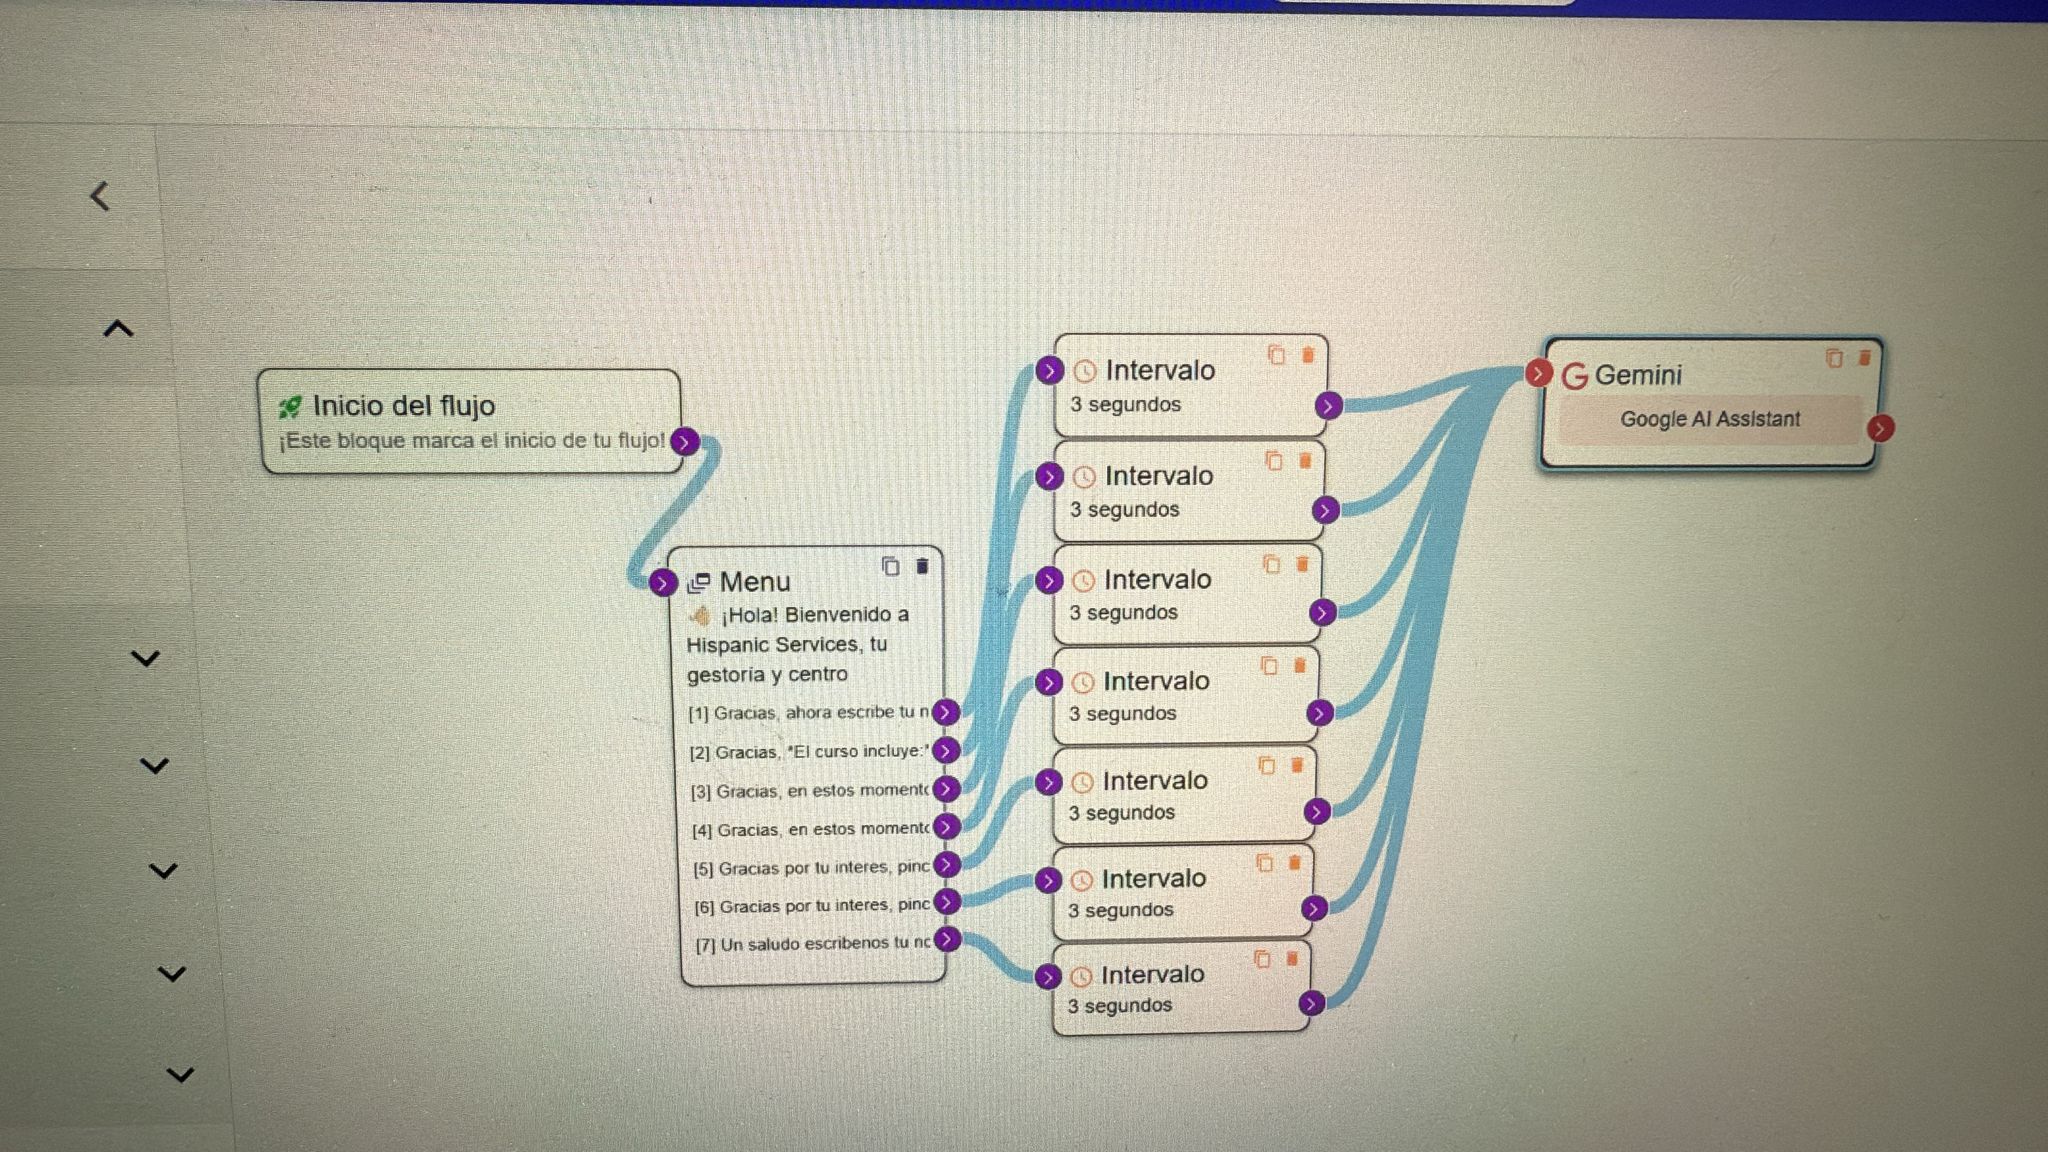 Inicio del flujo
¡Este bloque marca el inicio de tu flujo!
Menu
¡Hola! Bienvenido a
Hispanic Services, tu
gestoria y centro
[1] Gracias, ahora escribe tu n
[2] Gracias, *El curso incluye:*
[3] Gracias, en estos momento
[4] Gracias, en estos momento
[5] Gracias por tu interes, pinc
[6] Gracias por tu interes, pinc
[7] Un saludo escribenos tu no
Intervalo
3 segundos
Intervalo
3 segundos
Intervalo
3 segundos
Intervalo
3 segundos
Intervalo
3 segundos
Intervalo
3 segundos
Intervalo
3 segundos
Gemini
Google AI Assistant